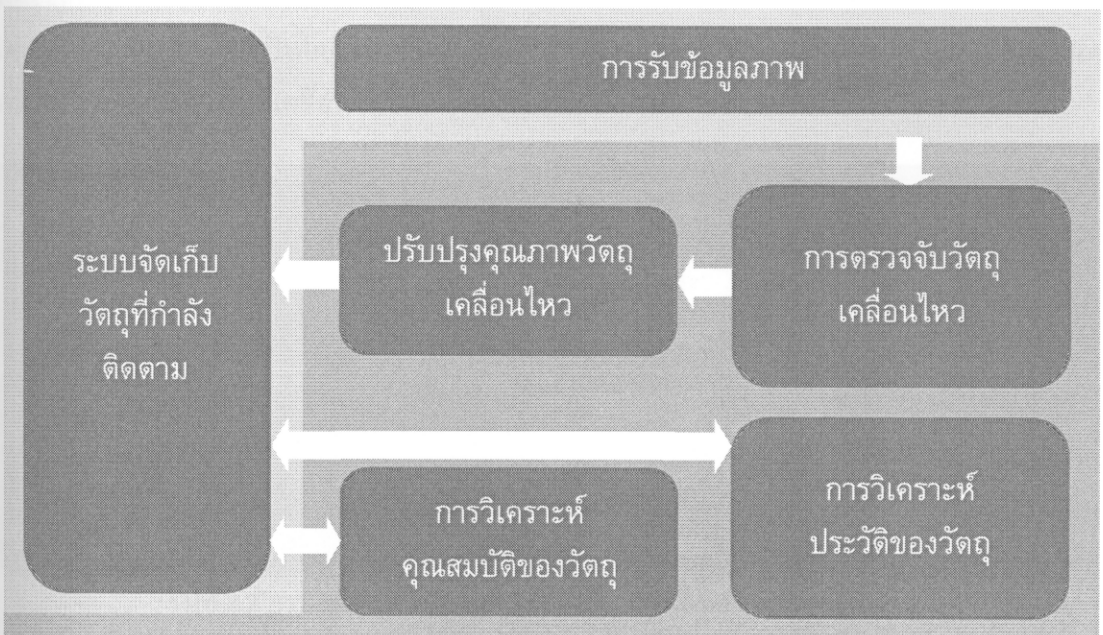 การรับข้อมูลภาพ
ระบบจัดเก็บ
วัตถุที่กำลัง
ติดตาม
ปรับปรุงคุณภาพวัตถุ
เคลื่อนไหว
การตรวจจับวัตถุ
เคลื่อนไหว
การวิเคราะห์
คุณสมบัติของวัตถุ
การวิเคราะห์
ประวัติของวัตถุ